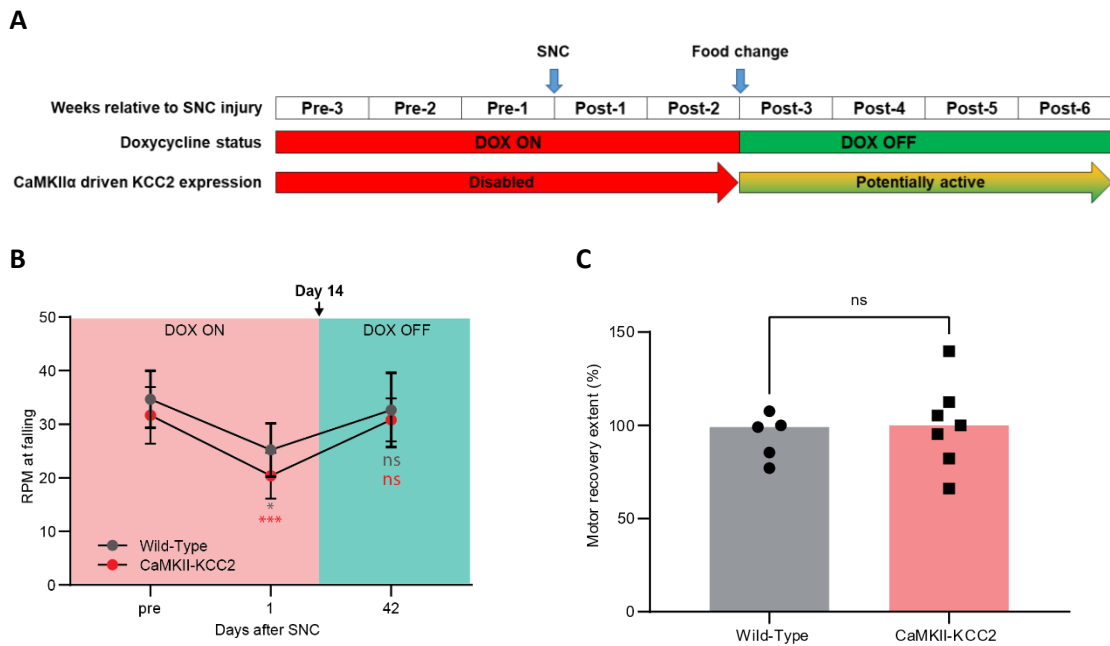 A
SNC
Food change
Weeks relative to SNC injury
Pre-3
Pre-2
Pre-1
Post-1
Post-2
Post-3
Post-4
Post-5
Post-6
Doxycycline status
DOX ON
DOX OFF
CaMKIIα driven KCC2 expression
Disabled
Potentially active
B
Day 14
DOX ON
DOX OFF
RPM at falling
50
40
30
20
10
0
ns
ns
*
***
Wild-Type
CaMKII-KCC2
pre
1
42
Days after SNC
C
ns
Motor recovery extent (%)
150
100
50
0
Wild-Type
CaMKII-KCC2